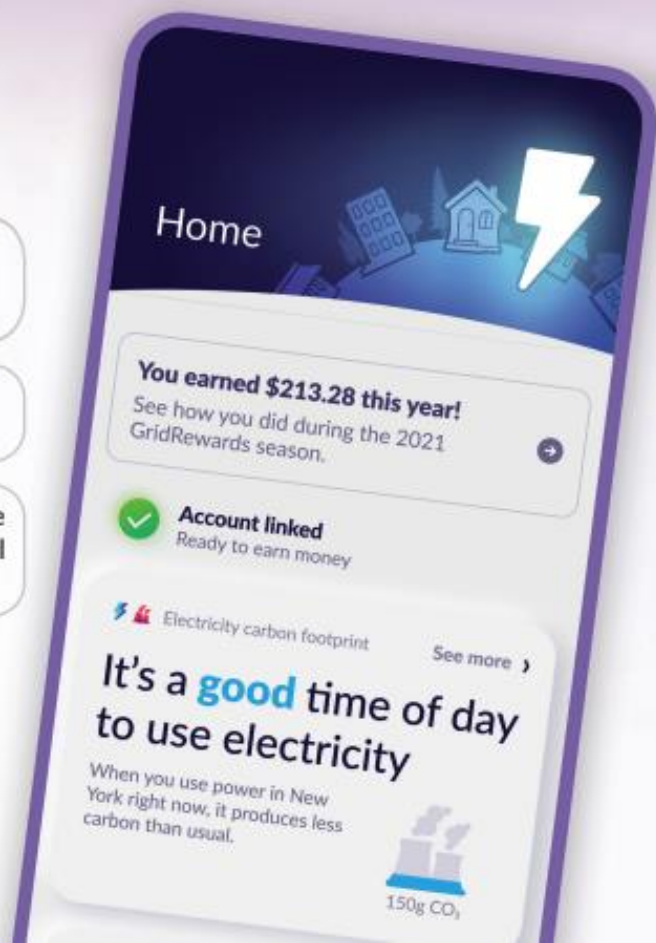 Home
You earned $213.28 this year!
See how you did during the 2021
GridRewards season.
Account linked
Ready to earn money
Electricity carbon footprint
See more
It's a good time of day
to use electricity
When you use power in New
York right now, it produces less
carbon than usual.
150g CO₂